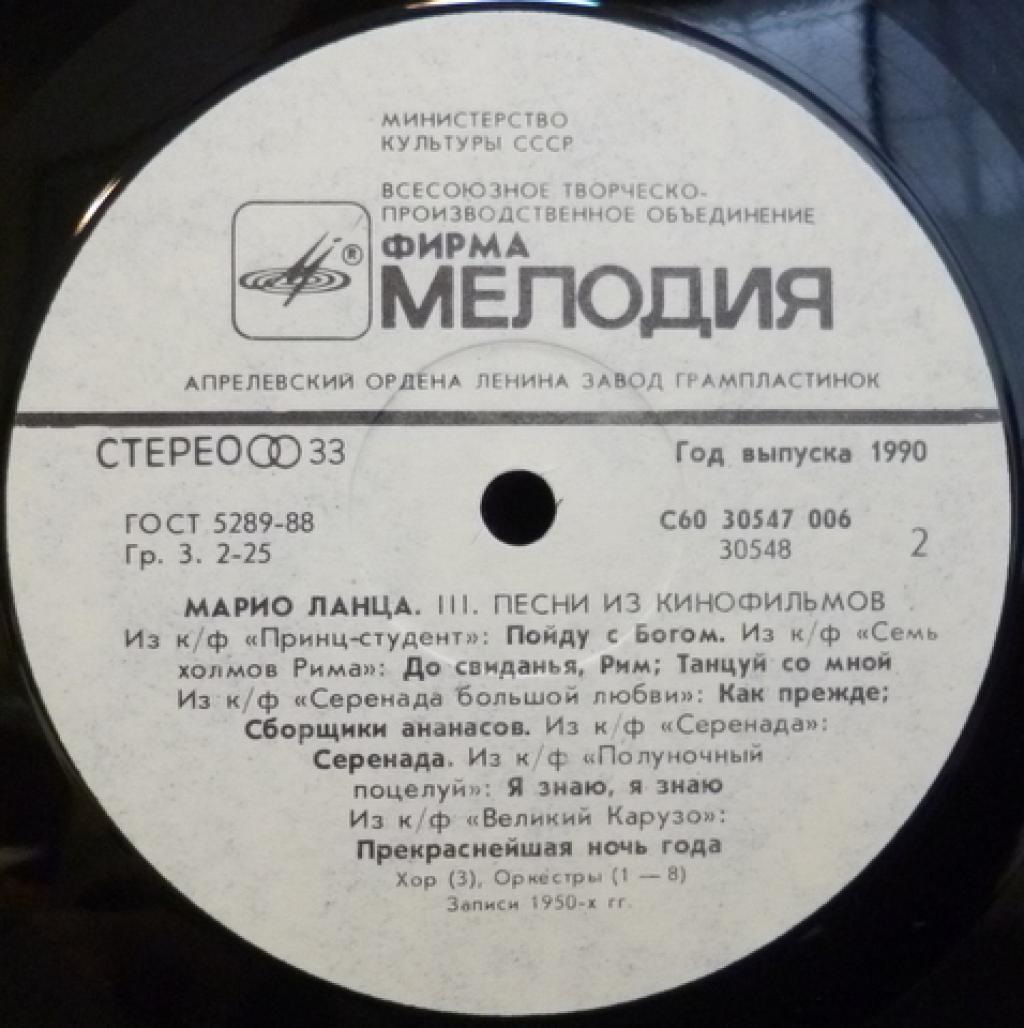 МИНИСТЕРСТВО
КУЛЬТУРЫ СССР
ВСЕСОЮЗНОЕ ТВОРЧЕСКО-
ПРОИЗВОДСТВЕННОЕ ОБЪЕДИНЕНИЕ
ФИРМА
®
МЕЛОДИЯ
АПРЕЛЕВСКИЙ ОРДЕНА ЛЕНИНА ЗАВОД ГРАМПЛАСТИНОК
СТЕРЕО 33
Год выпуска 1990
ГОСТ 5289-88
Гр. 3. 2-25
С60 30547 006
30548
2
МАРИО ЛАНЦА. III. ПЕСНИ ИЗ КИНОФИЛЬМОВ
Из к/ф «Принц-студент»: Пойду с Богом. Из к/ф «Семь
холмов Рима»: До свиданья, Рим; Танцуй со мной
Из к/ф «Серенада большой любви»: Как прежде;
Сборщики ананасов. Из к/ф «Серенада»:
Серенада. Из к/ф «Полуночный
поцелуй»: Я знаю, я знаю
Из к/ф «Великий Карузо»:
Прекраснейшая ночь года
Хор (3), Оркестры (1 — 8)
Записи 1950-х гг.